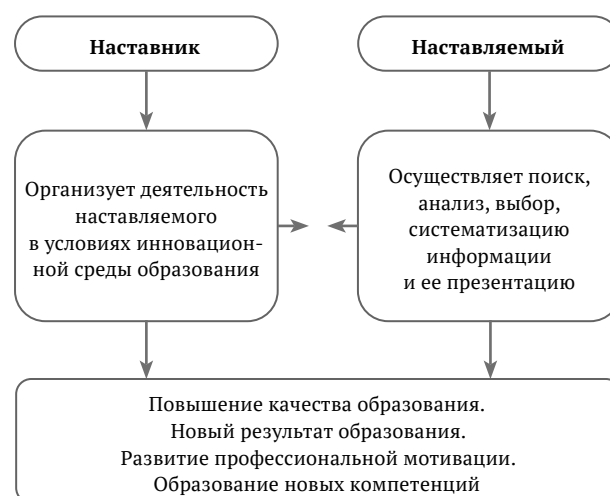 Наставник
Наставляемый
Организует деятельность
наставляемого
в условиях инновацион-
ной среды образования
Осуществляет поиск,
анализ, выбор,
систематизацию
информации
и ее презентацию
Повышение качества образования.
Новый результат образования.
Развитие профессиональной мотивации.
Образование новых компетенций